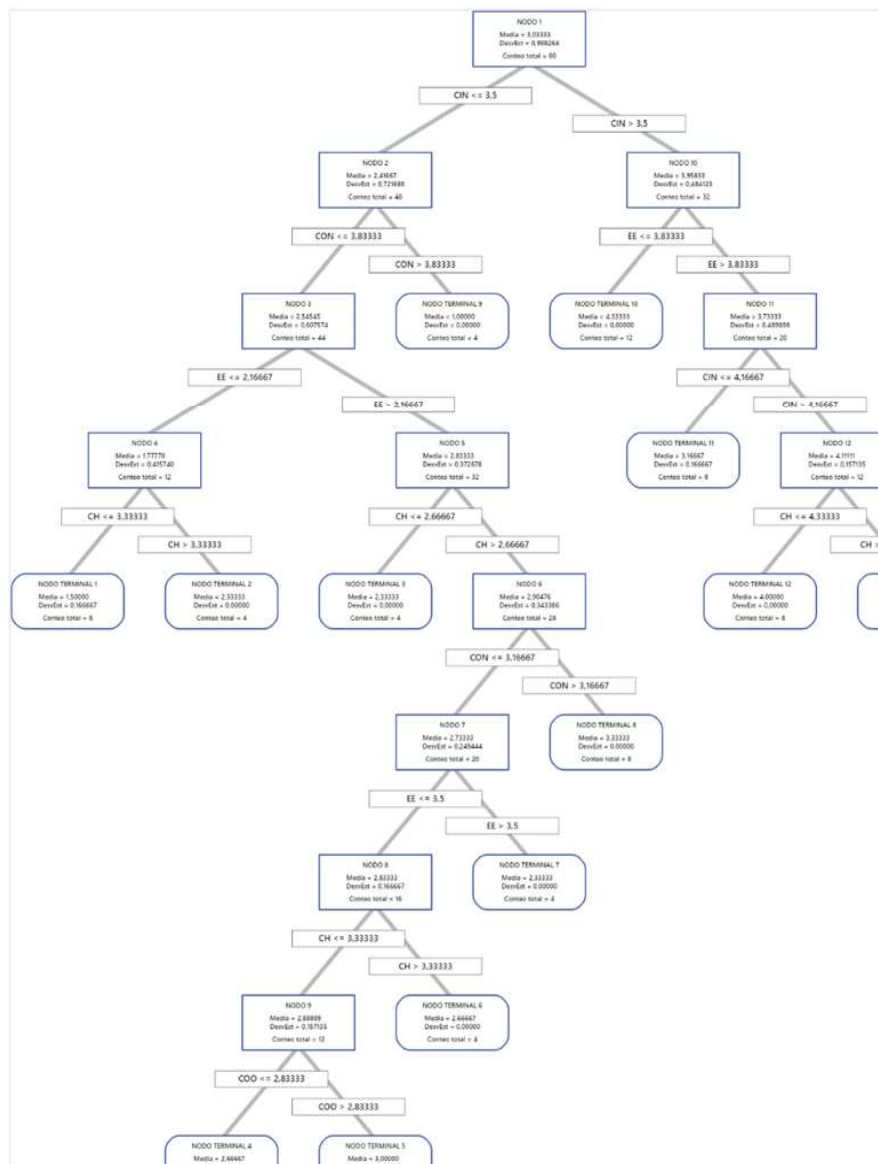 NODO 1
Media = 3,03333
DesvEst = 0,988264
Conteo total = 80
CIN <= 3,5
CIN > 3,5
NODO 2
Media = 2,41667
DesvEst = 0,721688
Conteo total = 48
NODO 10
Media = 3,95833
DesvEst = 0,484123
Conteo total = 32
CON <= 3,83333
CON > 3,83333
EE <= 3,83333
EE > 3,83333
NODO 3
Media = 2,54545
DesvEst = 0,607574
Conteo total = 44
NODO TERMINAL 9
Media = 1,00000
DesvEst = 0,00000
Conteo total = 4
NODO TERMINAL 10
Media = 4,33333
DesvEst = 0,00000
Conteo total = 12
NODO 11
Media = 3,73333
DesvEst = 0,489898
Conteo total = 20
EE <= 2,16667
EE > 2,16667
CIN <= 4,16667
CIN > 4,16667
NODO 4
Media = 1,77778
DesvEst = 0,415740
Conteo total = 12
NODO 5
Media = 2,83333
DesvEst = 0,372678
Conteo total = 32
NODO TERMINAL 11
Media = 3,16667
DesvEst = 0,166667
Conteo total = 8
NODO 12
Media = 4,11111
DesvEst = 0,157135
Conteo total = 12
CH <= 3,33333
CH > 3,33333
CH <= 2,66667
CH > 2,66667
CH <= 4,33333
CH >
NODO TERMINAL 1
Media = 1,50000
DesvEst = 0,166667
Conteo total = 8
NODO TERMINAL 2
Media = 2,33333
DesvEst = 0,00000
Conteo total = 4
NODO TERMINAL 3
Media = 2,33333
DesvEst = 0,00000
Conteo total = 4
NODO 6
Media = 2,90476
DesvEst = 0,343386
Conteo total = 28
NODO TERMINAL 12
Media = 4,00000
DesvEst = 0,00000
Conteo total = 8
CON <= 3,16667
CON > 3,16667
NODO 7
Media = 2,73333
DesvEst = 0,249444
Conteo total = 20
NODO TERMINAL 8
Media = 3,33333
DesvEst = 0,00000
Conteo total = 8
EE <= 3,5
EE > 3,5
NODO 8
Media = 2,83333
DesvEst = 0,166667
Conteo total = 16
NODO TERMINAL 7
Media = 2,33333
DesvEst = 0,00000
Conteo total = 4
CH <= 3,33333
CH > 3,33333
NODO 9
Media = 2,88889
DesvEst = 0,157135
Conteo total = 12
NODO TERMINAL 6
Media = 2,66667
DesvEst = 0,00000
Conteo total = 4
COO <= 2,83333
COO > 2,83333
NODO TERMINAL 4
Media = 2,66667
NODO TERMINAL 5
Media = 3,00000